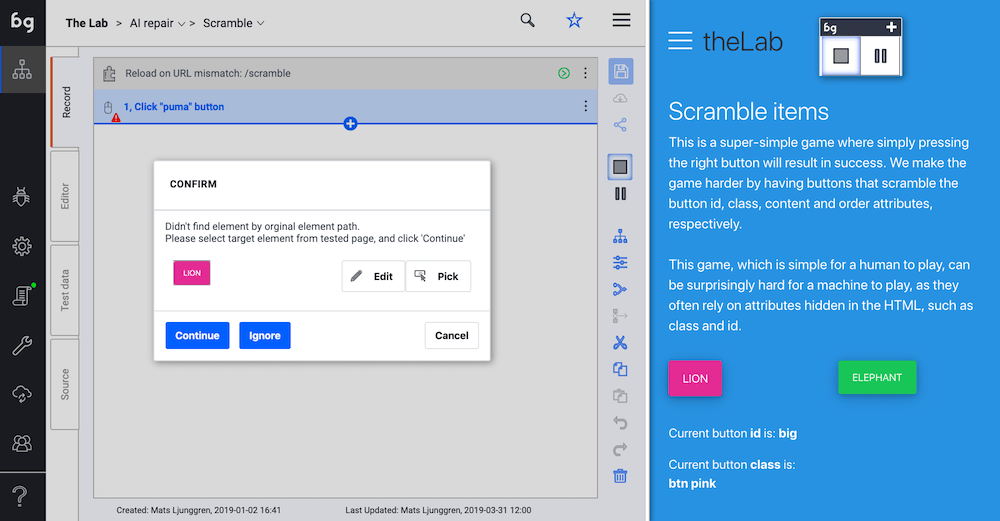 bg
The Lab > AI repair > Scramble
Record
Editor
Test data
Source
Reload on URL mismatch: /scramble
1, Click "puma" button
CONFIRM
Didn't find element by orginal element path.
Please select target element from tested page, and click 'Continue'
LION
Edit
Pick
Continue
Ignore
Cancel
Created: Mats Ljunggren, 2019-01-02 16:41
Last Updated: Mats Ljunggren, 2019-03-31 12:00
theLab
bg
Scramble items
This is a super-simple game where simply pressing
the right button will result in success. We make the
game harder by having buttons that scramble the
button id, class, content and order attributes,
respectively.
This game, which is simple for a human to play, can
be surprisingly hard for a machine to play, as they
often rely on attributes hidden in the HTML, such as
class and id.
LION
ELEPHANT
Current button id is: big
Current button class is:
btn pink